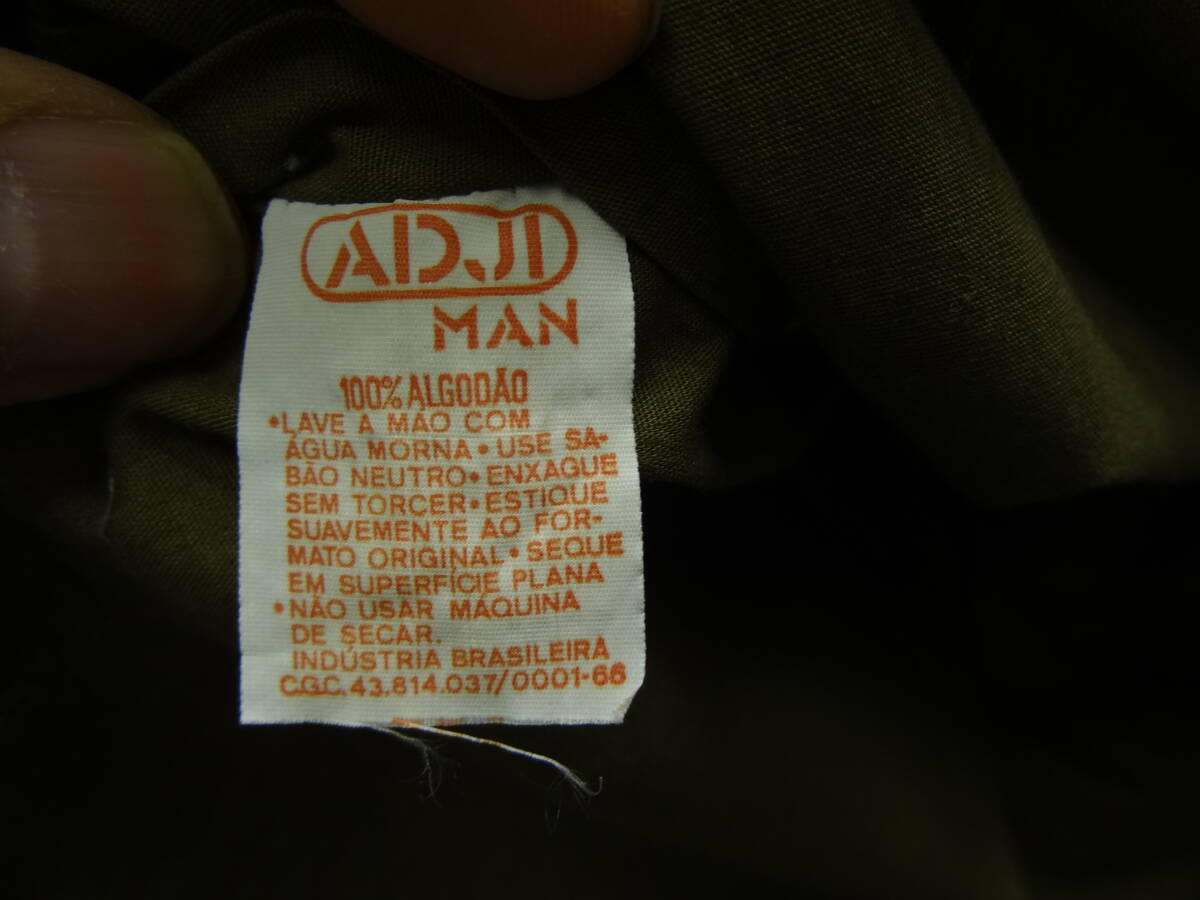 ADJI
MAN
100% ALGODÃO
•LAVE A MÃO COM
ÁGUA MORNA•USE SA-
BÃO NEUTRO•ENXAGUE
SEM TORCER•ESTIQUE
SUAVEMENTE AO FOR-
MATO ORIGINAL•SEQUE
EM SUPERFÍCIE PLANA
•NÃO USAR MÁQUINA
DE SECAR.
INDÚSTRIA BRASILEIRA
C.G.C. 43.814.037/0001-66